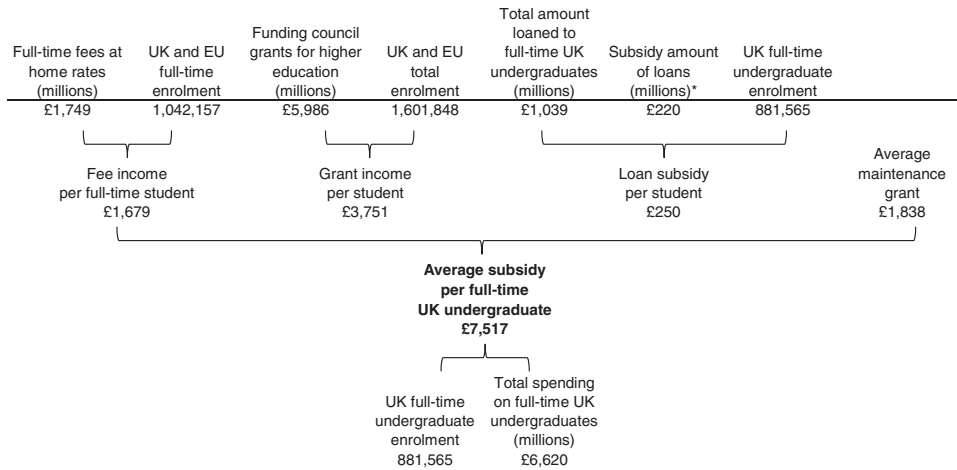 Full-time fees at
home rates
(millions)
£1,749
UK and EU
full-time
enrolment
1,042,157
Funding council
grants for higher
education
(millions)
£5,986
UK and EU
total
enrolment
1,601,848
Total amount
loaned to
full-time UK
undergraduates
(millions)
£1,039
Subsidy amount
of loans
(millions)*
£220
UK full-time
undergraduate
enrolment
881,565
Fee income
per full-time student
£1,679
Grant income
per student
£3,751
Loan subsidy
per student
£250
Average
maintenance
grant
£1,838
Average subsidy
per full-time
UK undergraduate
£7,517
UK full-time
undergraduate
enrolment
881,565
Total spending
on full-time UK
undergraduates
(millions)
£6,620